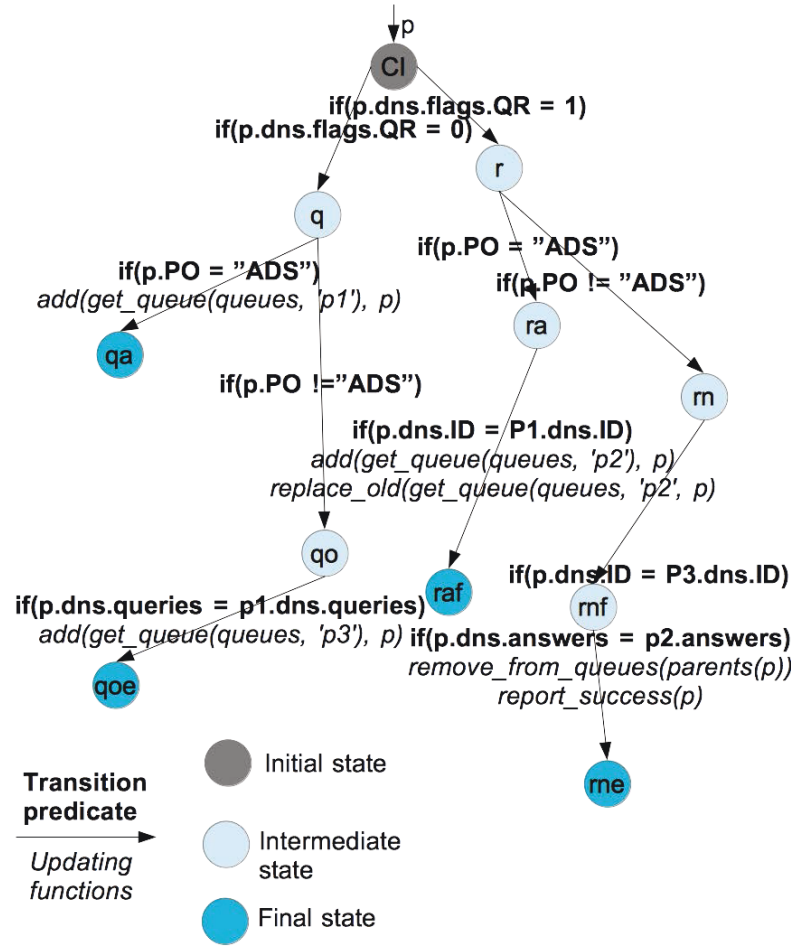 p
CI
if(p.dns.flags.QR = 1)
if(p.dns.flags.QR = 0)
r
q
if(p.PO = ”ADS”)
if(p.PO = ”ADS”)
if(p.PO != ”ADS”)
add(get_queue(queues, 'p1'), p)
ra
qa
if(p.PO !=”ADS”)
rn
if(p.dns.ID = P1.dns.ID)
add(get_queue(queues, 'p2'), p)
replace_old(get_queue(queues, 'p2', p)
qo
if(p.dns.ID = P3.dns.ID)
raf
rnf
if(p.dns.queries = p1.dns.queries)
add(get_queue(queues, 'p3'), p)
if(p.dns.answers = p2.answers)
remove_from_queues(parents(p))
report_success(p)
qoe
rne
Transition
predicate
Updating
functions
Initial state
Intermediate
state
Final state